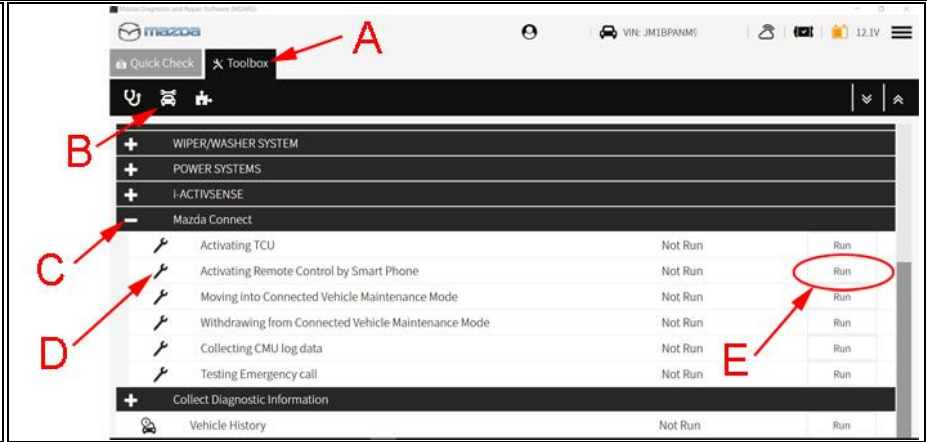 Mazda Diagnostic and Repair Software (MDARS)
mazda
VIN: JM1BPANM
12.1V
Quick Check
Toolbox
A
B
WIPER/WASHER SYSTEM
POWER SYSTEMS
i-ACTIVSENSE
Mazda Connect
C
Activating TCU Not Run Run
Activating Remote Control by Smart Phone Not Run Run
D
Moving into Connected Vehicle Maintenance Mode Not Run Run
Withdrawing from Connected Vehicle Maintenance Mode Not Run Run
E
Collecting CMU log data Not Run Run
Testing Emergency call Not Run Run
Collect Diagnostic Information
Vehicle History Not Run Run